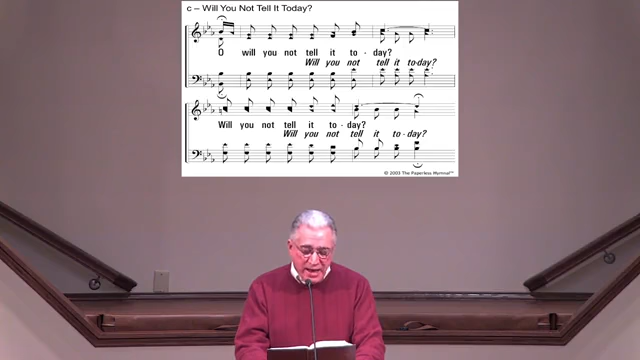 c – Will You Not Tell It Today?
O will you not tell it to - day?
Will you not tell it to-day?
Will you not tell it to - day?
Will you not tell it to - day?
© 2003 The Paperless Hymnal™